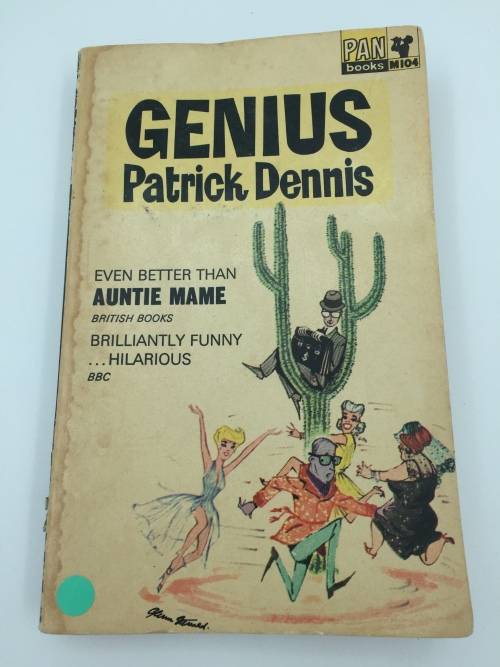 PAN
books M104
GENIUS
Patrick Dennis
EVEN BETTER THAN
AUNTIE MAME
BRITISH BOOKS
BRILLIANTLY FUNNY
...HILARIOUS
BBC